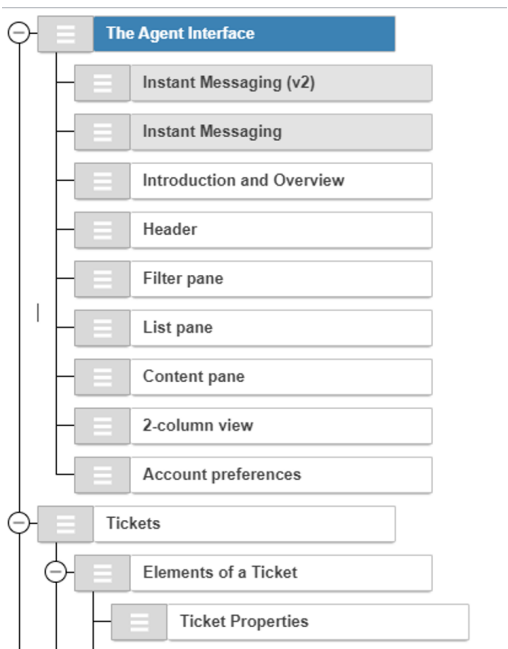 The Agent Interface
Instant Messaging (v2)
Instant Messaging
Introduction and Overview
Header
Filter pane
List pane
Content pane
2-column view
Account preferences
Tickets
Elements of a Ticket
Ticket Properties